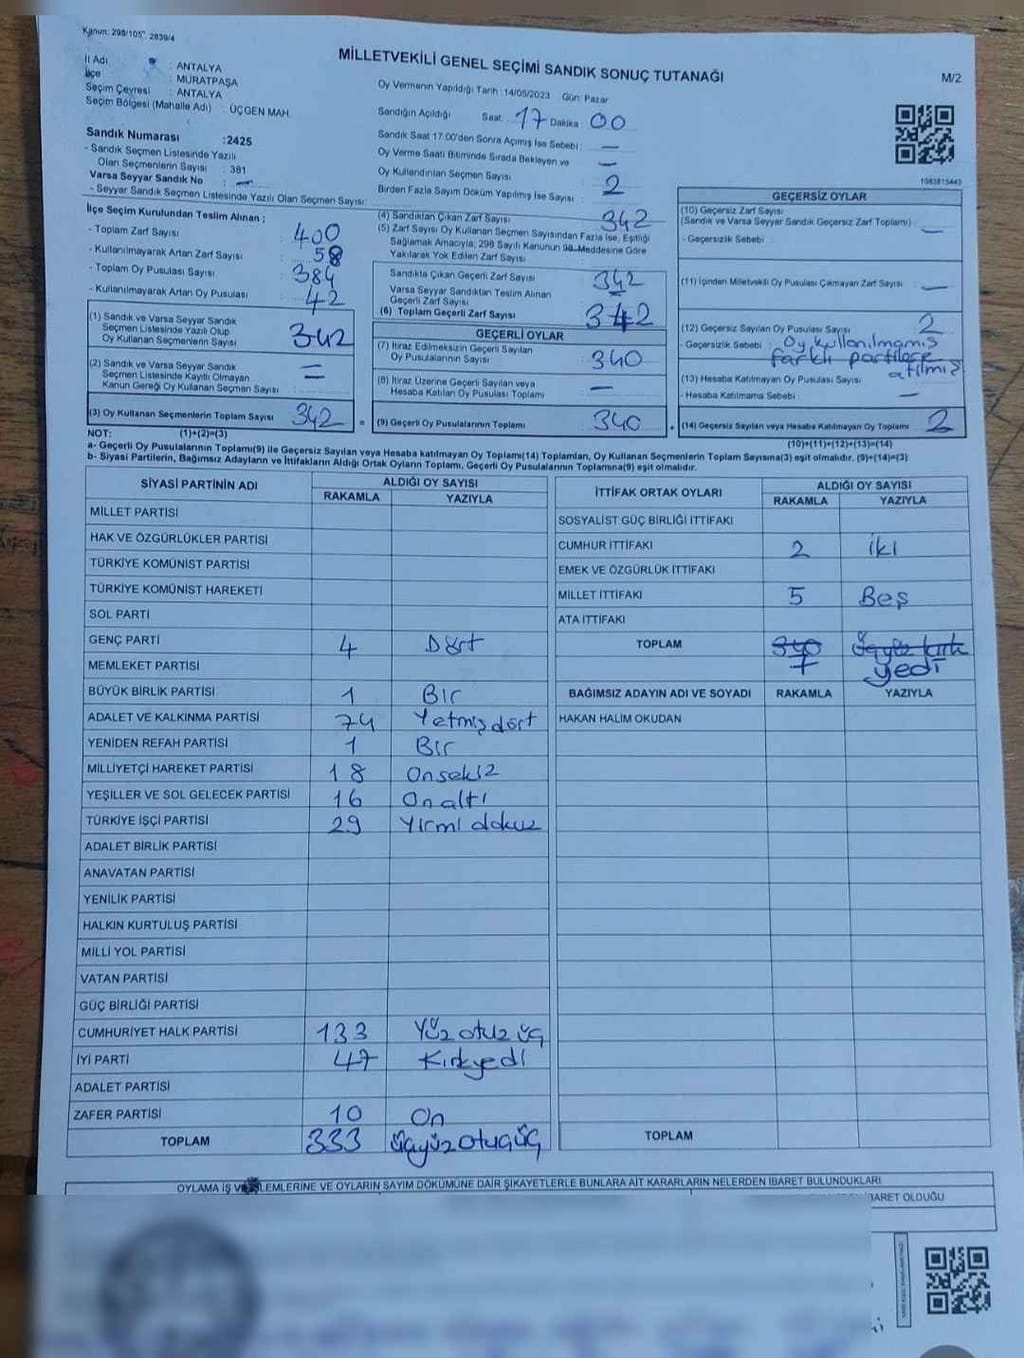 Kanun: 298/105, 2839/4
MİLLETVEKİLİ GENEL SEÇİMİ SANDIK SONUÇ TUTANAĞI
M/2
İl Adı : ANTALYA
İlçe : MURATPAŞA
Seçim Çevresi : ANTALYA
Seçim Bölgesi (Mahalle Adı) : ÜÇGEN MAH.
Sandık Numarası :2425
- Sandık Seçmen Listesinde Yazılı
Olan Seçmenlerin Sayısı : 381
Varsa Seyyar Sandık No : —
- Seyyar Sandık Seçmen Listesinde Yazılı Olan Seçmen Sayısı:
Oy Vermenin Yapıldığı Tarih :14/05/2023 Gün: Pazar
Sandığın Açıldığı Saat: 17 Dakika 00
Sandık Saat 17:00'den Sonra Açımış İse Sebebi : —
Oy Verme Saati Bitiminde Sırada Bekleyen ve —
Oy Kullandırılan Seçmen Sayısı :
Birden Fazla Sayım Döküm Yapılmış İse Sayısı : 2
1083815443
İlçe Seçim Kurulundan Teslim Alınan ;
- Toplam Zarf Sayısı : 400
- Kullanılmayarak Artan Zarf Sayısı : 58
- Toplam Oy Pusulası Sayısı : 384
- Kullanılmayarak Artan Oy Pusulası : 42
(1) Sandık ve Varsa Seyyar Sandık
Seçmen Listesinde Yazılı Olup
Oy Kullanan Seçmenlerin Sayısı : 342
(2) Sandık ve Varsa Seyyar Sandık
Seçmen Listesinde Kayıtlı Olmayan
Kanun Gereği Oy Kullanan Seçmen Sayısı : —
(3) Oy Kullanan Seçmenlerin Toplam Sayısı 342 =
(4) Sandıktan Çıkan Zarf Sayısı : 342
(5) Zarf Sayısı Oy Kullanan Seçmen Sayısından Fazla İse, Eşitliği
Sağlamak Amacıyla, 298 Sayılı Kanunun 98. Maddesine Göre
Yakılarak Yok Edilen Zarf Sayısı : —
Sandıkta Çıkan Geçerli Zarf Sayısı : 342
Varsa Seyyar Sandıktan Teslim Alınan
Geçerli Zarf Sayısı : —
(6) Toplam Geçerli Zarf Sayısı : 342
GEÇERLİ OYLAR
(7) İtiraz Edilmeksizin Geçerli Sayılan
Oy Pusulalarının Sayısı : 340
(8) İtiraz Üzerine Geçerli Sayılan veya
Hesaba Katılan Oy Pusulası Toplamı : —
(9) Geçerli Oy Pusulalarının Toplamı 340 +
GEÇERSİZ OYLAR
(10) Geçersiz Zarf Sayısı
(Sandık ve Varsa Seyyar Sandık Geçersiz Zarf Toplamı) : —
- Geçersizlik Sebebi :
(11) İçinden Milletvekili Oy Pusulası Çıkmayan Zarf Sayısı : —
(12) Geçersiz Sayılan Oy Pusulası Sayısı : 2
- Geçersizlik Sebebi : Oy kullanılmamış
farklı partilere
atılmış
(13) Hesaba Katılmayan Oy Pusulası Sayısı : —
- Hesaba Katılmama Sebebi :
(14) Geçersiz Sayılan veya Hesaba Katılmayan Oy Toplamı 2
NOT: (1)+(2)=(3)
(10)+(11)+(12)+(13)=(14)
a- Geçerli Oy Pusulalarının Toplamı(9) ile Geçersiz Sayılan veya Hesaba katılmayan Oy Toplamı(14) Toplamları, Oy Kullanan Seçmenlerin Toplam Sayısına(3) eşit olmalıdır. (9)+(14)=(3)
b- Siyasi Partilerin, Bağımsız Adayların ve İttifakların Aldığı Ortak Oyların Toplamı, Geçerli Oy Pusulalarının Toplamına(9) eşit olmalıdır.
SİYASİ PARTİNİN ADI ALDIĞI OY SAYISI
RAKAMLA YAZIYLA
MİLLET PARTİSİ
HAK VE ÖZGÜRLÜKLER PARTİSİ
TÜRKİYE KOMÜNİST PARTİSİ
TÜRKİYE KOMÜNİST HAREKETİ
SOL PARTİ
GENÇ PARTİ 4 Dört
MEMLEKET PARTİSİ
BÜYÜK BİRLİK PARTİSİ 1 Bir
ADALET VE KALKINMA PARTİSİ 74 Yetmişdört
YENİDEN REFAH PARTİSİ 1 Bir
MİLLİYETÇİ HAREKET PARTİSİ 18 Onsekiz
YEŞİLLER VE SOL GELECEK PARTİSİ 16 Onaltı
TÜRKİYE İŞÇİ PARTİSİ 29 Yirmi dokuz
ADALET BİRLİK PARTİSİ
ANAVATAN PARTİSİ
YENİLİK PARTİSİ
HALKIN KURTULUŞ PARTİSİ
MİLLİ YOL PARTİSİ
VATAN PARTİSİ
GÜÇ BİRLİĞİ PARTİSİ
CUMHURİYET HALK PARTİSİ 133 Yüz otuz üç
İYİ PARTİ 47 Kırkyedi
ADALET PARTİSİ
ZAFER PARTİSİ 10 On
TOPLAM 333 Üçyüzotuzüç
İTTİFAK ORTAK OYLARI ALDIĞI OY SAYISI
RAKAMLA YAZIYLA
SOSYALİST GÜÇ BİRLİĞİ İTTİFAKI
CUMHUR İTTİFAKI 2 İki
EMEK VE ÖZGÜRLÜK İTTİFAKI
MİLLET İTTİFAKI 5 Beş
ATA İTTİFAKI
TOPLAM 340 Üçyüz kırk
7 yedi
BAĞIMSIZ ADAYIN ADI VE SOYADI RAKAMLA YAZIYLA
HAKAN HALİM OKUDAN
TOPLAM
OYLAMA İŞ VE İŞLEMLERİNE VE OYLARIN SAYIM DÖKÜMÜNE DAİR ŞİKAYETLERLE BUNLARA AİT KARARLARIN NELERDEN İBARET BULUNDUKLARI
İBARET OLDUĞU